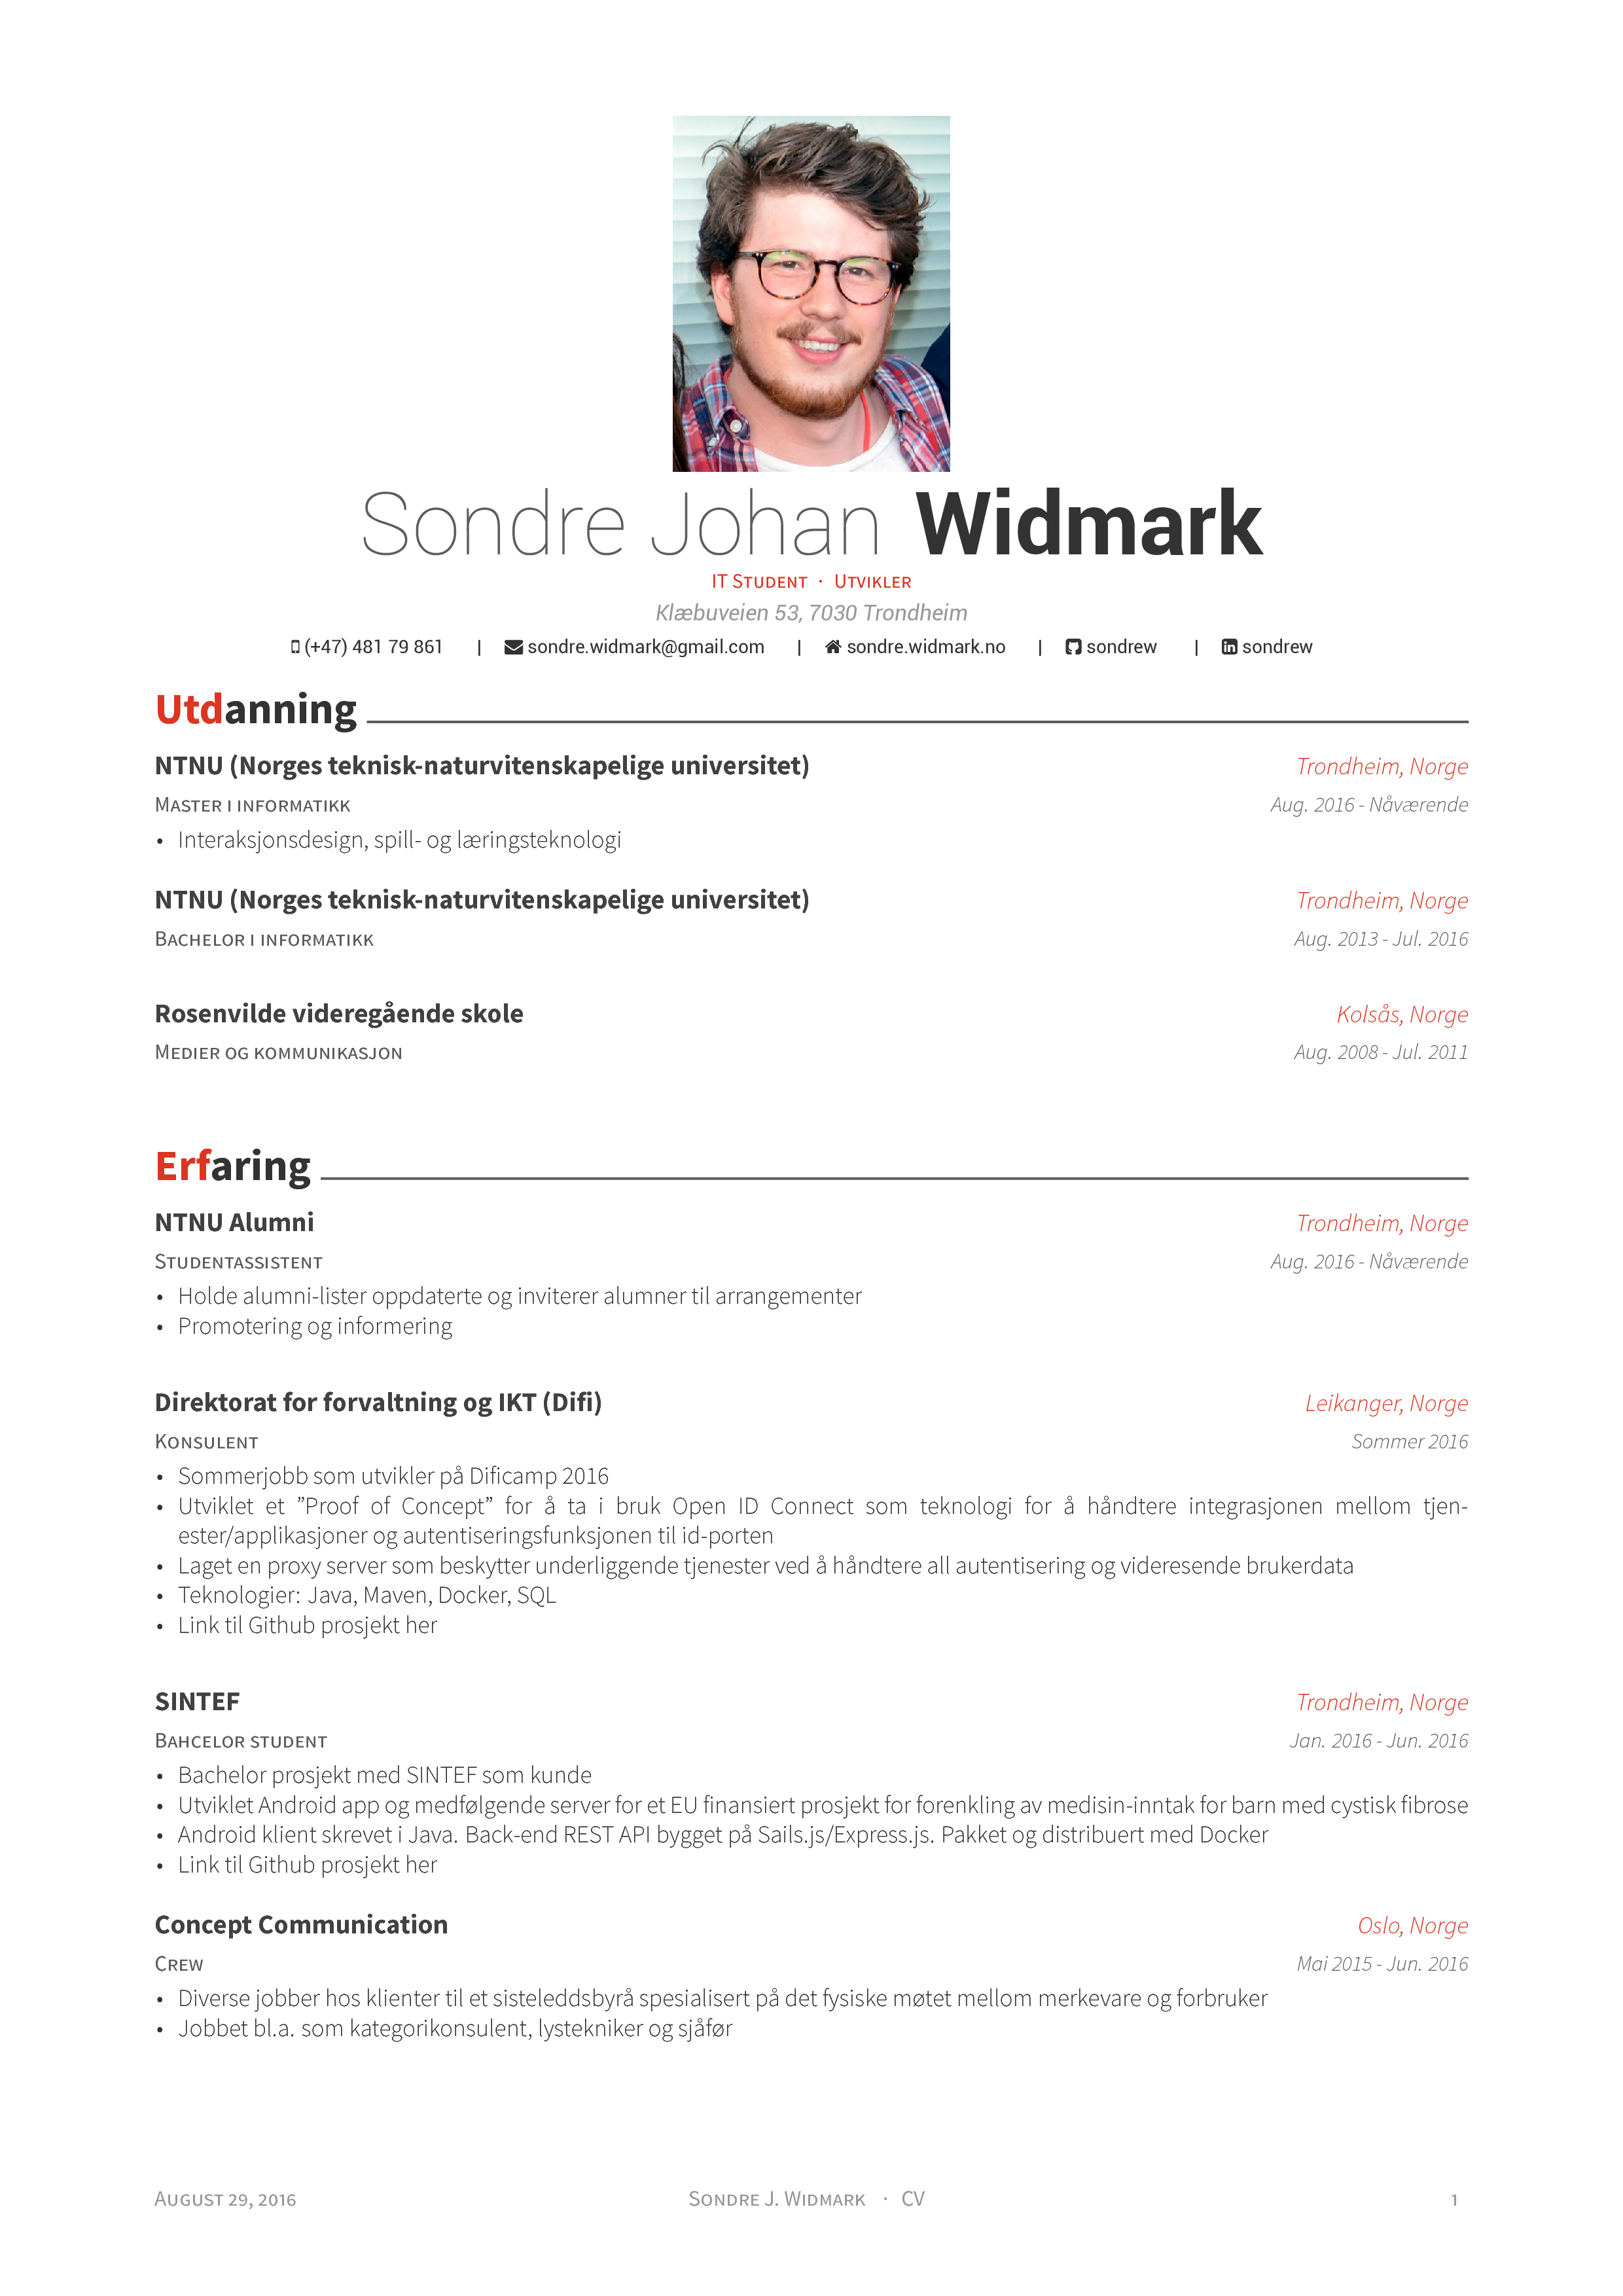 Sondre Johan Widmark
IT Student · Utvikler
Klæbuveien 53, 7030 Trondheim
(+47) 481 79 861 | sondre.widmark@gmail.com | sondre.widmark.no | sondrew | sondrew
Utdanning
NTNU (Norges teknisk-naturvitenskapelige universitet) Trondheim, Norge
Master i informatikk Aug. 2016 - Nåværende
• Interaksjonsdesign, spill- og læringsteknologi
NTNU (Norges teknisk-naturvitenskapelige universitet) Trondheim, Norge
Bachelor i informatikk Aug. 2013 - Jul. 2016
Rosenvilde videregående skole Kolsås, Norge
Medier og kommunikasjon Aug. 2008 - Jul. 2011
Erfaring
NTNU Alumni Trondheim, Norge
Studentassistent Aug. 2016 - Nåværende
• Holde alumni-lister oppdaterte og inviterer alumner til arrangementer
• Promotering og informering
Direktorat for forvaltning og IKT (Difi) Leikanger, Norge
Konsulent Sommer 2016
• Sommerjobb som utvikler på Dificamp 2016
• Utviklet et ”Proof of Concept” for å ta i bruk Open ID Connect som teknologi for å håndtere integrasjonen mellom tjen-
ester/applikasjoner og autentiseringsfunksjonen til id-porten
• Laget en proxy server som beskytter underliggende tjenester ved å håndtere all autentisering og videresende brukerdata
• Teknologier: Java, Maven, Docker, SQL
• Link til Github prosjekt her
SINTEF Trondheim, Norge
Bahcelor student Jan. 2016 - Jun. 2016
• Bachelor prosjekt med SINTEF som kunde
• Utviklet Android app og medfølgende server for et EU finansiert prosjekt for forenkling av medisin-inntak for barn med cystisk fibrose
• Android klient skrevet i Java. Back-end REST API bygget på Sails.js/Express.js. Pakket og distribuert med Docker
• Link til Github prosjekt her
Concept Communication Oslo, Norge
Crew Mai 2015 - Jun. 2016
• Diverse jobber hos klienter til et sisteleddsbyrå spesialisert på det fysiske møtet mellom merkevare og forbruker
• Jobbet bl.a. som kategorikonsulent, lystekniker og sjåfør
August 29, 2016 Sondre J. Widmark · CV 1